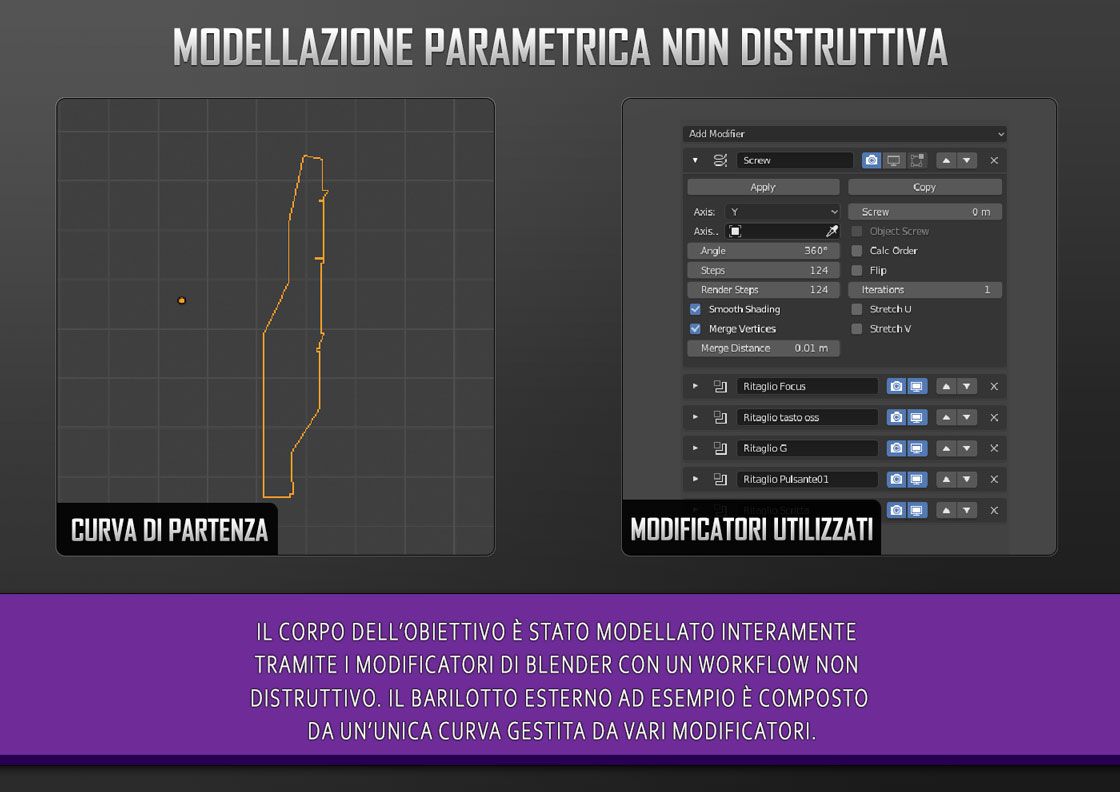 MODELLAZIONE PARAMETRICA NON DISTRUTTIVA
CURVA DI PARTENZA
Add Modifier
Screw
Apply
Copy
Axis: Y
Screw 0 m
Axis..
Object Screw
Angle 360°
Calc Order
Steps 124
Flip
Render Steps 124
Iterations 1
Smooth Shading
Stretch U
Merge Vertices
Stretch V
Merge Distance 0.01 m
Ritaglio Focus
Ritaglio tasto oss
Ritaglio G
Ritaglio Pulsante01
Ritaglio Scritta
MODIFICATORI UTILIZZATI
IL CORPO DELL'OBIETTIVO È STATO MODELLATO INTERAMENTE
TRAMITE I MODIFICATORI DI BLENDER CON UN WORKFLOW NON
DISTRUTTIVO. IL BARILOTTO ESTERNO AD ESEMPIO È COMPOSTO
DA UN'UNICA CURVA GESTITA DA VARI MODIFICATORI.